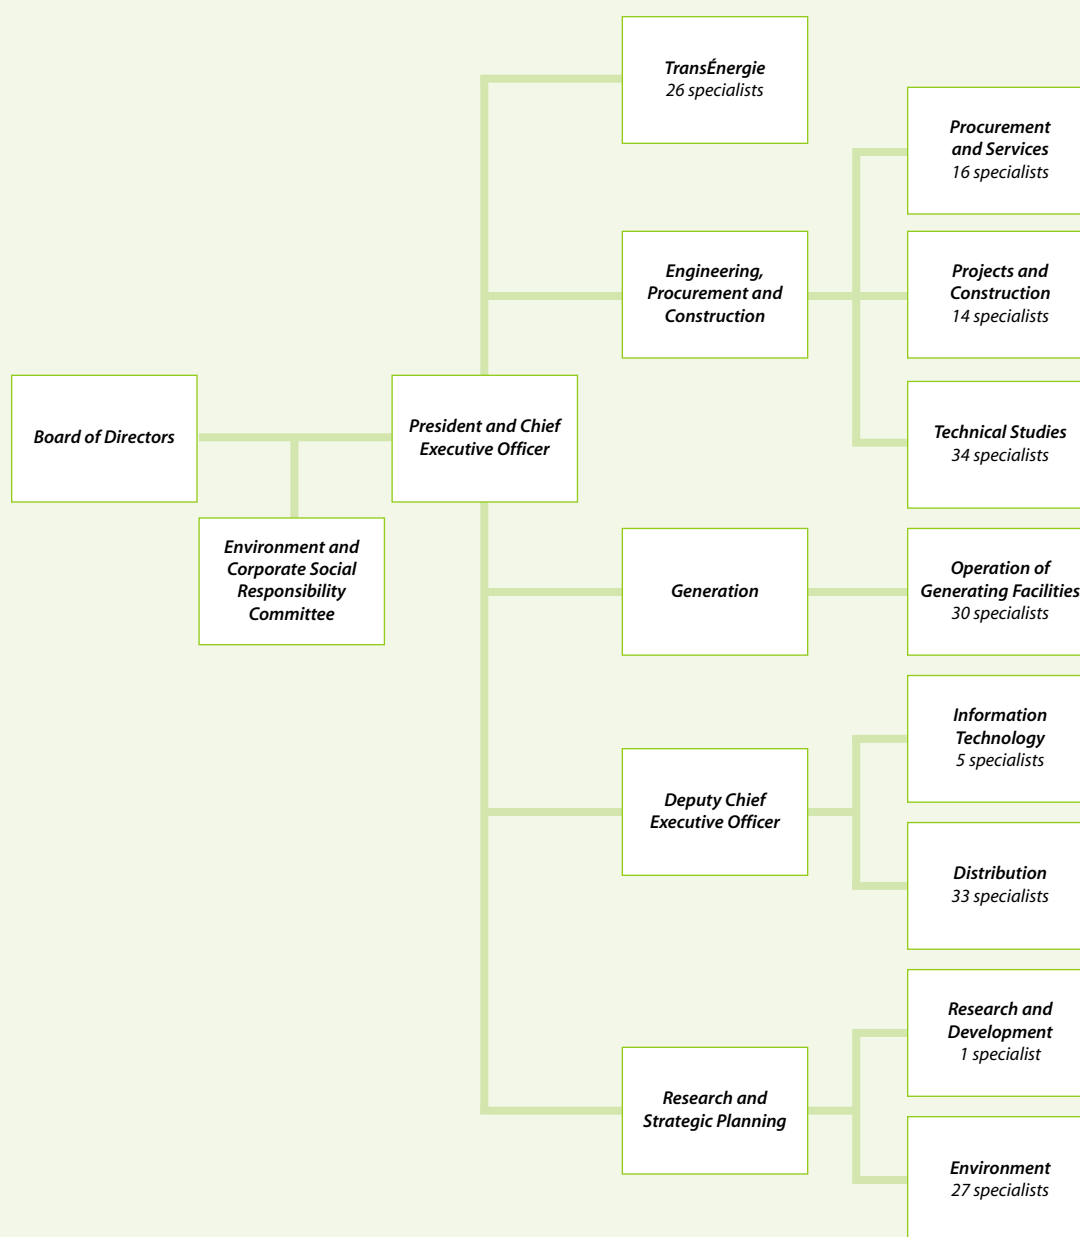 TransÉnergie
26 specialists
Procurement
and Services
16 specialists
Engineering,
Procurement and
Construction
Projects and
Construction
14 specialists
Technical Studies
34 specialists
Board of Directors
President and Chief
Executive Officer
Environment and
Corporate Social
Responsibility
Committee
Generation
Operation of
Generating Facilities
30 specialists
Information
Technology
5 specialists
Deputy Chief
Executive Officer
Distribution
33 specialists
Research and
Development
1 specialist
Research and
Strategic Planning
Environment
27 specialists